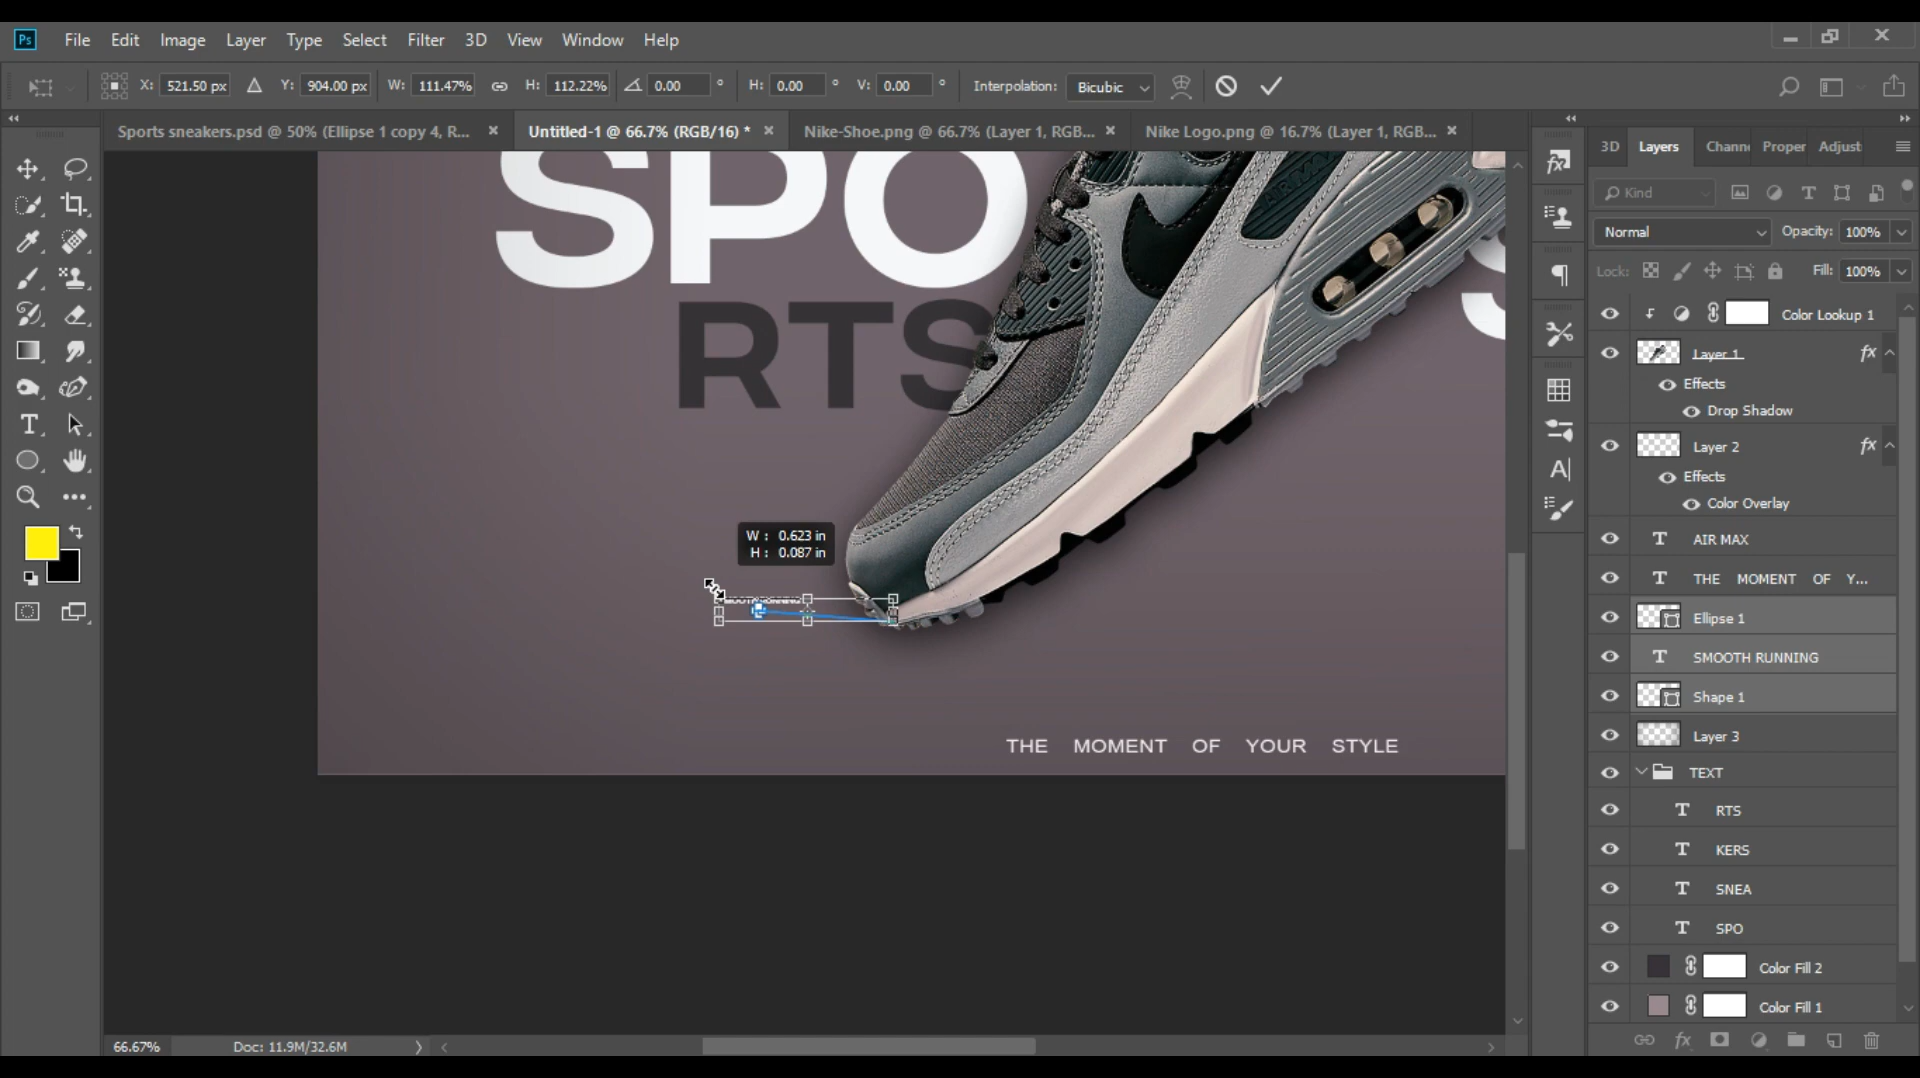 Ps File Edit Image Layer Type Select Filter 3D View Window Help
X: 521.50 px Y: 904.00 px W: 111.47% H: 112.22% 0.00 ° H: 0.00 ° V: 0.00 ° Interpolation: Bicubic
Sports sneakers.psd @ 50% (Ellipse 1 copy 4, R... × Untitled-1 @ 66.7% (RGB/16) * × Nike-Shoe.png @ 66.7% (Layer 1, RGB... × Nike Logo.png @ 16.7% (Layer 1, RGB... ×
3D Layers Chann Proper Adjust
Kind
Normal Opacity: 100%
Lock: Fill: 100%
Color Lookup 1
Layer 1 fx
Effects
Drop Shadow
Layer 2 fx
Effects
Color Overlay
T AIR MAX
T THE MOMENT OF Y...
Ellipse 1
T SMOOTH RUNNING
Shape 1
Layer 3
TEXT
T RTS
T KERS
T SNEA
T SPO
Color Fill 2
Color Fill 1
SPO
RTS
S
W : 0.623 in
H : 0.087 in
THE MOMENT OF YOUR STYLE
66.67% Doc: 11.9M/32.6M